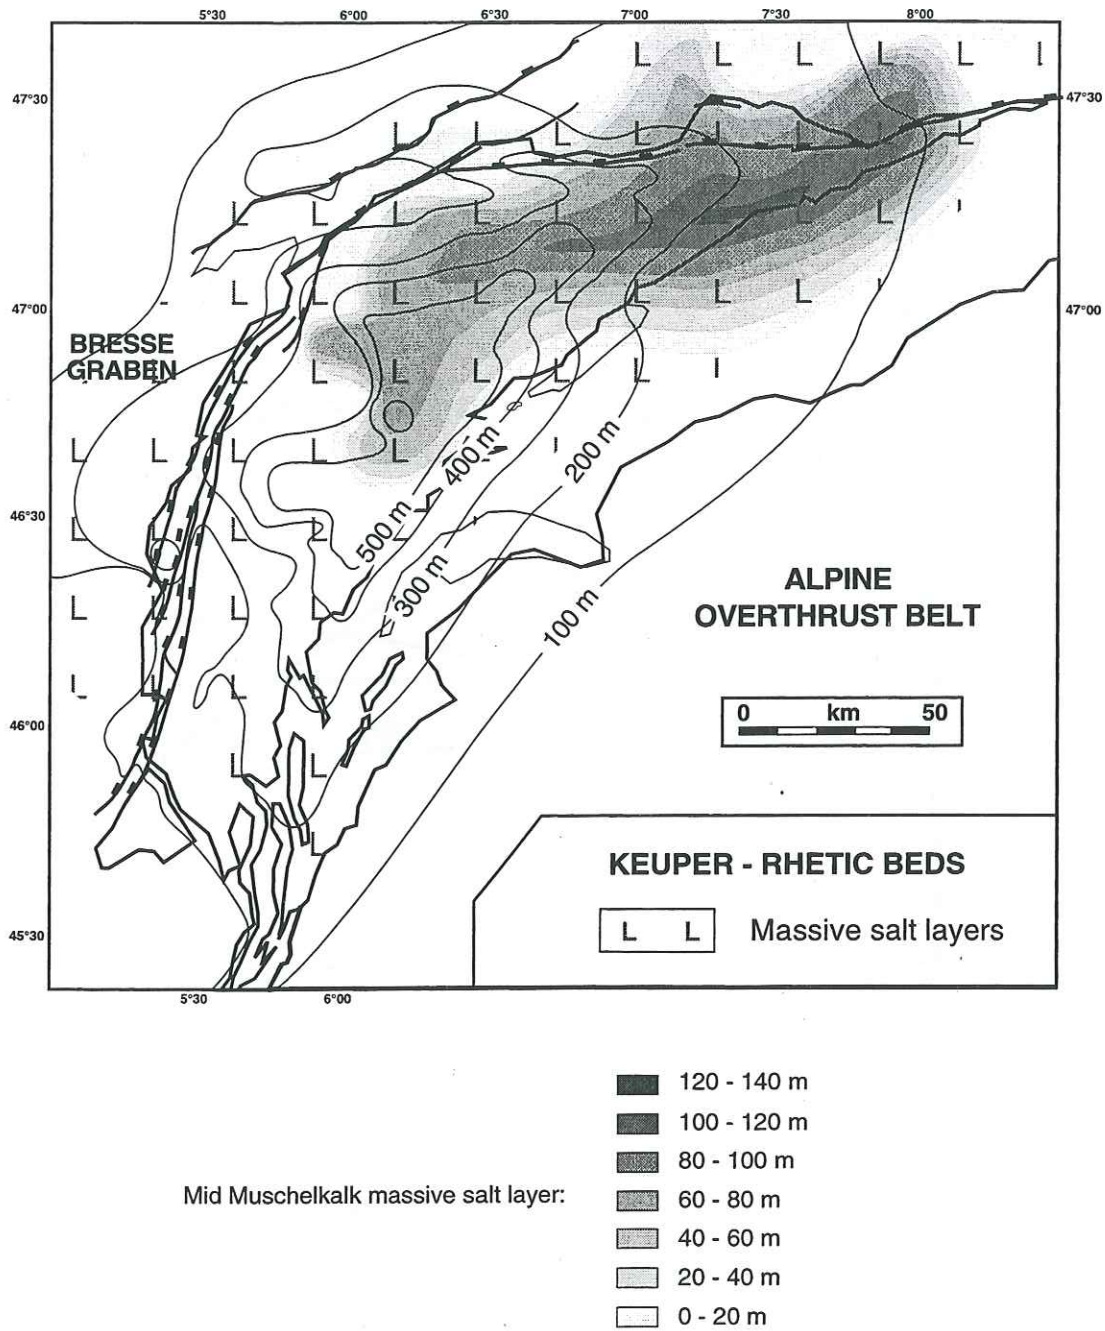 5°30 6°00 6°30 7°00 7°30 8°00
47°30 47°30
47°00 47°00
BRESSE
GRABEN
46°30
46°00
45°30
500 m
400 m
300 m
200 m
100 m
ALPINE
OVERTHRUST BELT
0 km 50
KEUPER - RHETIC BEDS
L L Massive salt layers
5°30 6°00
Mid Muschelkalk massive salt layer:
120 - 140 m
100 - 120 m
80 - 100 m
60 - 80 m
40 - 60 m
20 - 40 m
0 - 20 m